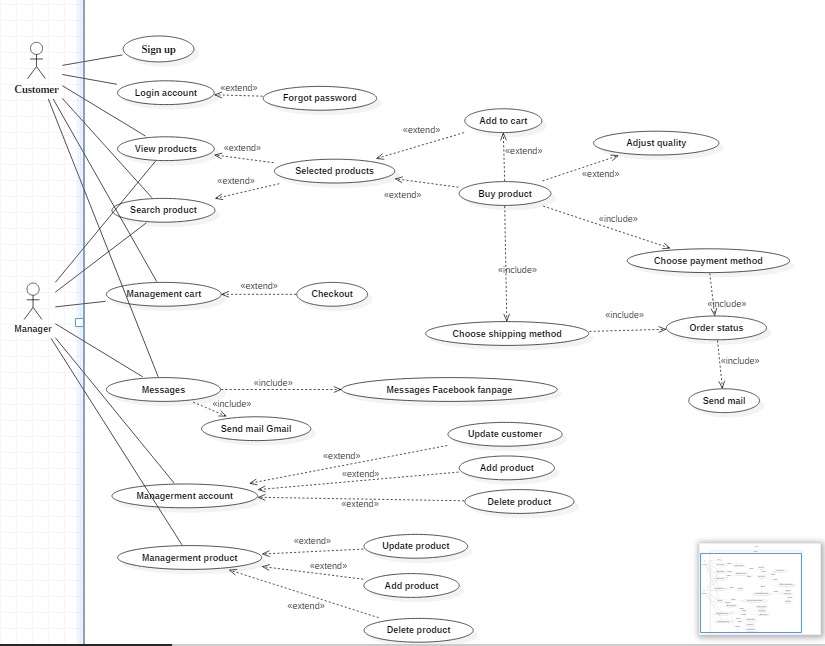 Sign up
Customer
Login account
«extend»
Forgot password
Add to cart
«extend»
View products
«extend»
«extend»
Adjust quality
Selected products
«extend»
«extend»
«extend»
Buy product
Search product
«include»
Choose payment method
«include»
Management cart
«extend»
Checkout
«include»
Manager
Choose shipping method
«include»
Order status
«include»
Messages
«include»
Messages Facebook fanpage
«include»
Send mail
Send mail Gmail
Update customer
«extend»
Add product
«extend»
Managerment account
«extend»
Delete product
«extend»
Update product
Management product
«extend»
Add product
«extend»
Delete product